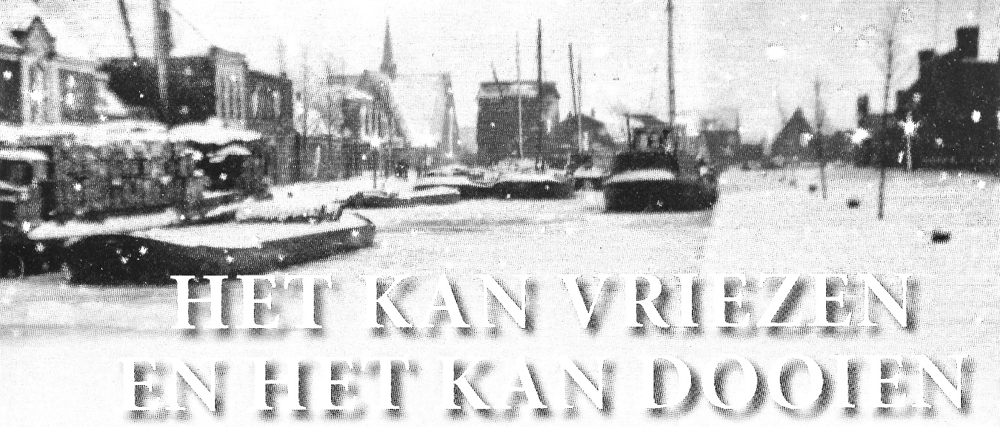 HET KAN VRIEZEN
EN HET KAN DOOIEN